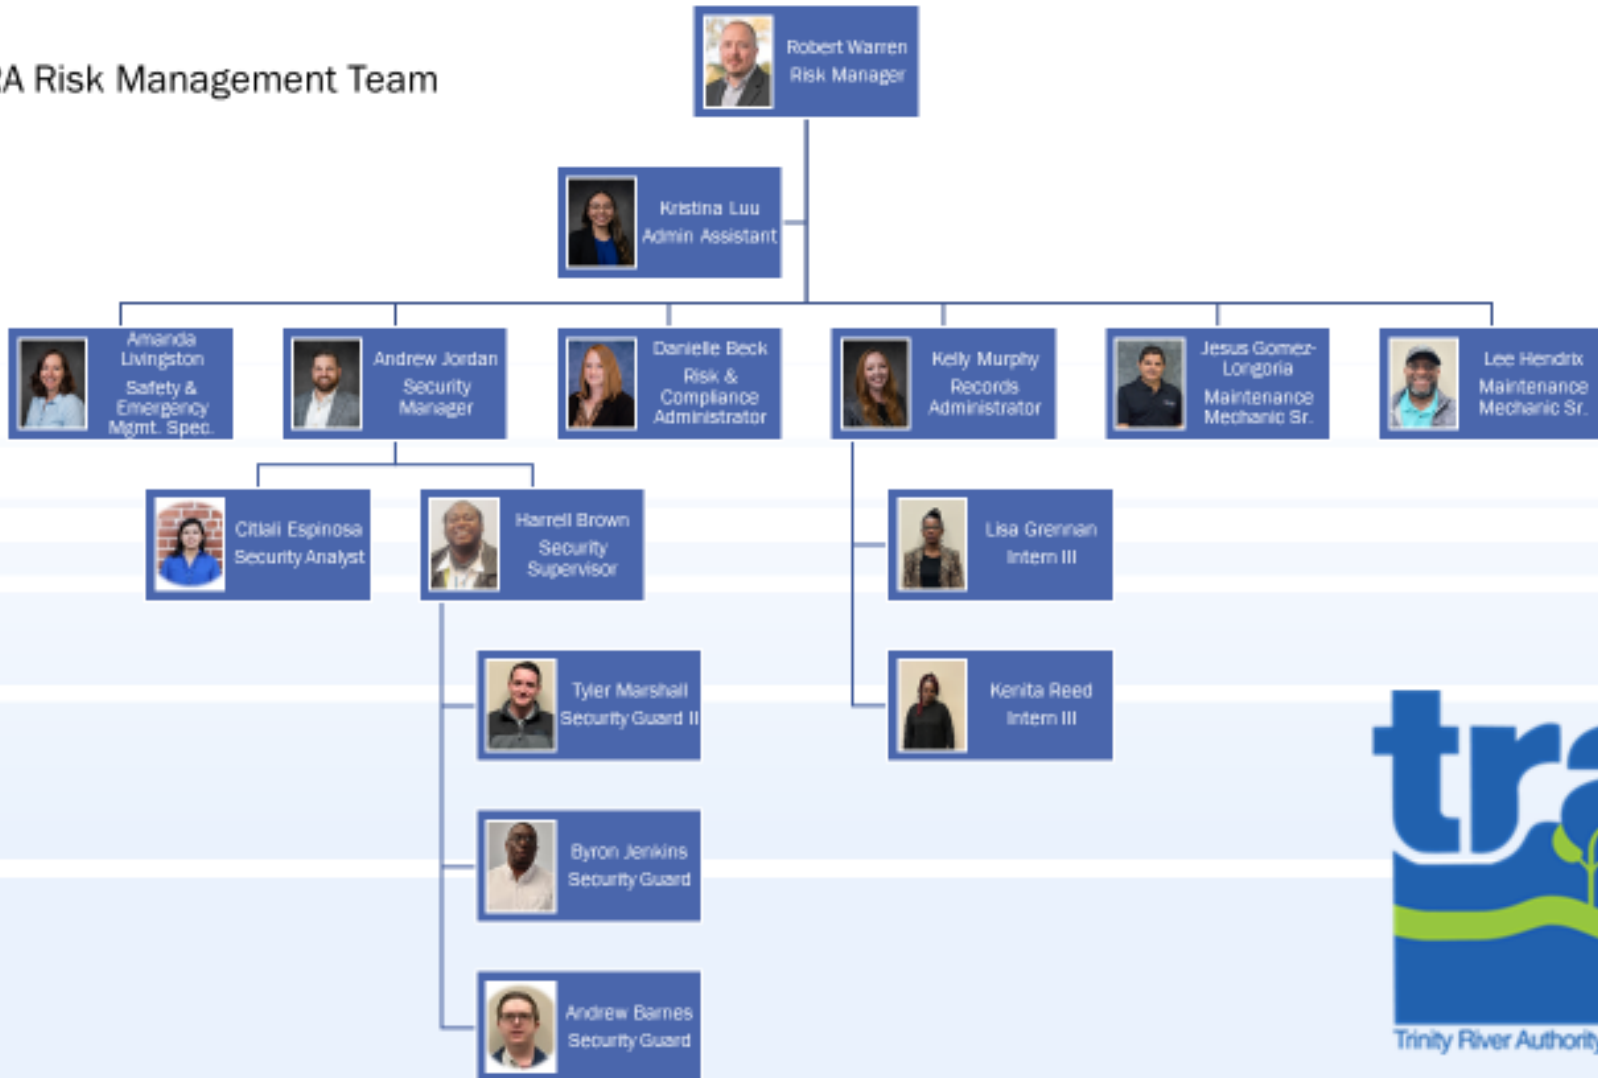 RA Risk Management Team
Robert Warren
Risk Manager
Kristina Luu
Admin Assistant
Amanda
Livingston
Safety &
Emergency
Mgmt. Spec.
Andrew Jordan
Security
Manager
Danielle Beck
Risk &
Compliance
Administrator
Kelly Murphy
Records
Administrator
Jesus Gomez-
Longoria
Maintenance
Mechanic Sr.
Lee Hendrix
Maintenance
Mechanic Sr.
Citlali Espinosa
Security Analyst
Harrell Brown
Security
Supervisor
Lisa Grennan
Intern III
Tyler Marshall
Security Guard II
Kenita Reed
Intern III
Byron Jenkins
Security Guard
Andrew Barnes
Security Guard
tra
Trinity River Authority